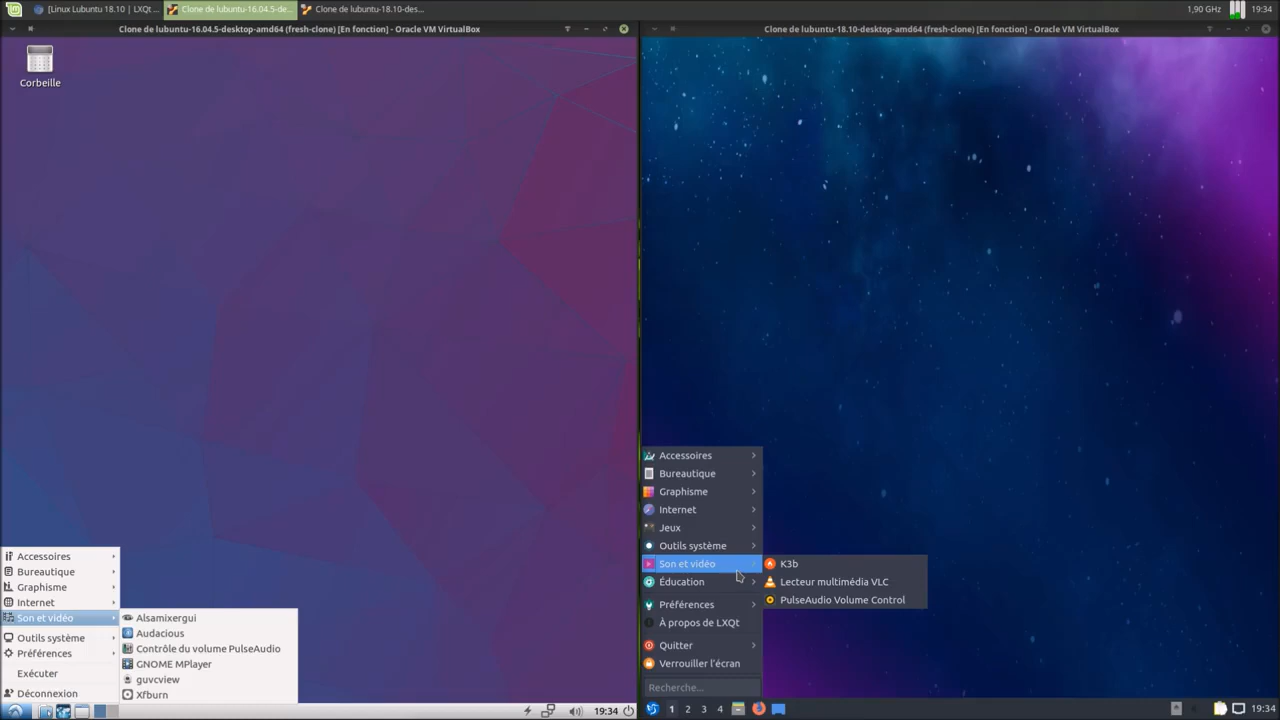 [Linux Lubuntu 18.10 | LXQt ...
Clone de lubuntu-16.04.5-de...
Clone de lubuntu-18.10-des...
1,90 GHz
19:34
Clone de lubuntu-16.04.5-desktop-amd64 (fresh-clone) [En fonction] - Oracle VM VirtualBox
Clone de lubuntu-18.10-desktop-amd64 (fresh-clone) [En fonction] - Oracle VM VirtualBox
Corbeille
Accessoires
Bureautique
Graphisme
Internet
Son et vidéo
Outils système
Préférences
Exécuter
Déconnexion
Alsamixergui
Audacious
Contrôle du volume PulseAudio
GNOME MPlayer
guvcview
Xfburn
19:34
Accessoires
Bureautique
Graphisme
Internet
Jeux
Outils système
Son et vidéo
Éducation
Préférences
À propos de LXQt
Quitter
Verrouiller l'écran
Recherche...
K3b
Lecteur multimédia VLC
PulseAudio Volume Control
1 2 3 4
19:34